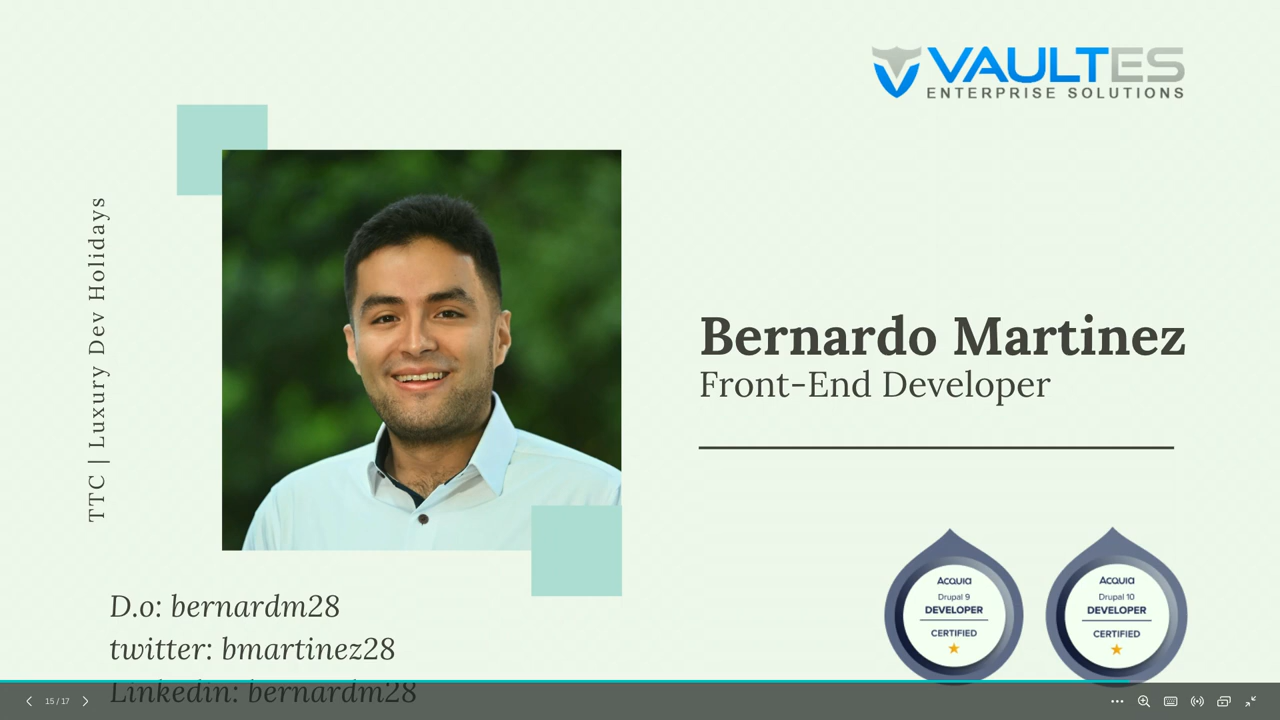 VAULTES
ENTERPRISE SOLUTIONS
TTC | Luxury Dev Holidays
Bernardo Martinez
Front-End Developer
D.o: bernardm28
twitter: bmartinez28
Linkedin: bernardm28
ACQUIA
Drupal 9
DEVELOPER
CERTIFIED
ACQUIA
Drupal 10
DEVELOPER
CERTIFIED
15 / 17